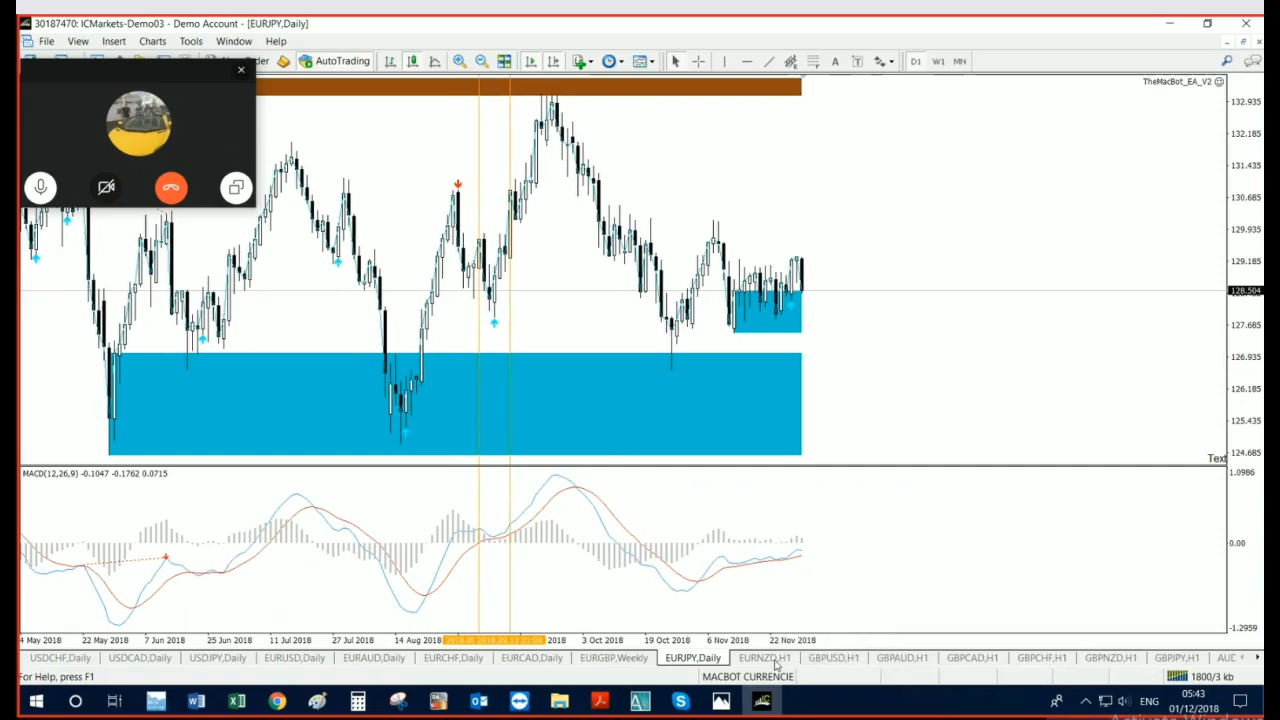 30187470: ICMarkets-Demo03 - Demo Account - [EURJPY,Daily]
File View Insert Charts Tools Window Help
AutoTrading
D1 W1 MN
TheMacBot_EA_V2
132.935
132.185
131.435
130.685
129.935
129.185
128.504
127.685
126.935
126.185
125.435
124.685
Text
MACD(12,26,9) -0.1047 -0.1762 0.0715
1.0986
0.00
-1.2959
4 May 2018 22 May 2018 7 Jun 2018 25 Jun 2018 11 Jul 2018 27 Jul 2018 14 Aug 2018 2018 3 Oct 2018 19 Oct 2018 6 Nov 2018 22 Nov 2018
USDCHF,Daily USDCAD,Daily USDJPY,Daily EURUSD,Daily EURAUD,Daily EURCHF,Daily EURCAD,Daily EURGBP,Weekly EURJPY,Daily EURNZD,H1 GBPUSD,H1 GBPAUD,H1 GBPCAD,H1 GBPCHF,H1 GBPNZD,H1 GBPJPY,H1 AUD
For Help, press F1
MACBOT CURRENCIE
1800/3 kb
ENG
05:43
01/12/2018